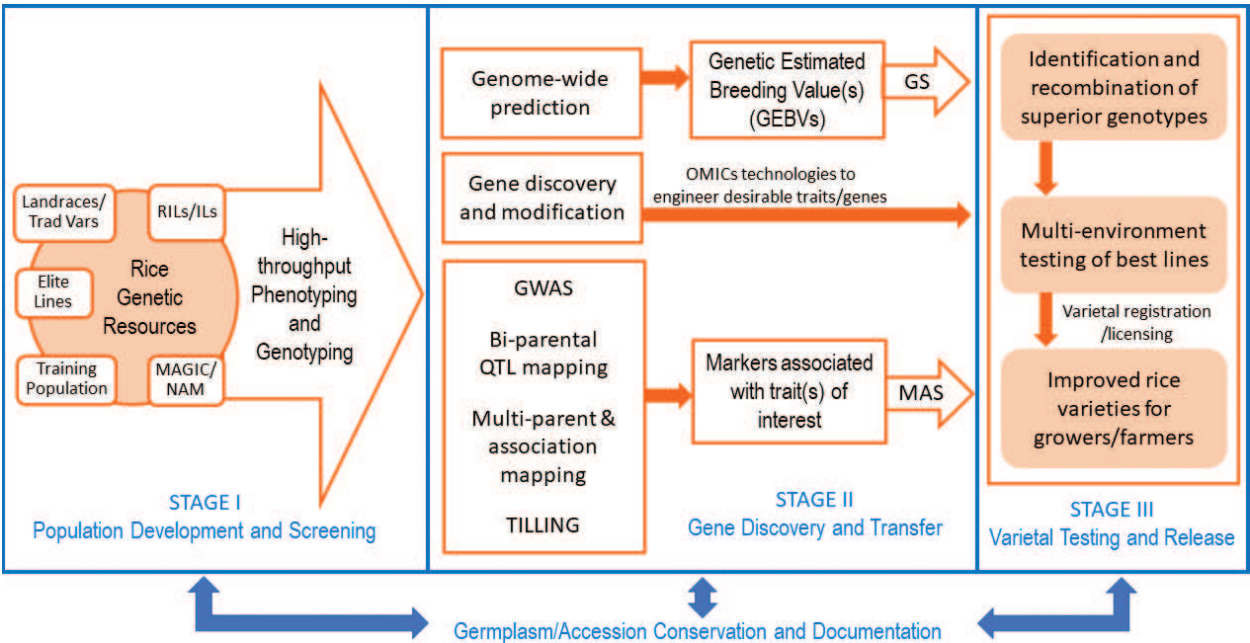 Landraces/
Trad Vars
RILs/ILs
Elite
Lines
Rice
Genetic
Resources
Training
Population
MAGIC/
NAM
High-
throughput
Phenotyping
and
Genotyping
STAGE I
Population Development and Screening
Genome-wide
prediction
Genetic Estimated
Breeding Value(s)
(GEBVs)
GS
Gene discovery
and modification
OMICs technologies to
engineer desirable traits/genes
GWAS
Bi-parental
QTL mapping
Multi-parent &
association
mapping
TILLING
Markers associated
with trait(s) of
interest
MAS
STAGE II
Gene Discovery and Transfer
Identification and
recombination of
superior genotypes
Multi-environment
testing of best lines
Varietal registration
/licensing
Improved rice
varieties for
growers/farmers
STAGE III
Varietal Testing and Release
Germplasm/Accession Conservation and Documentation